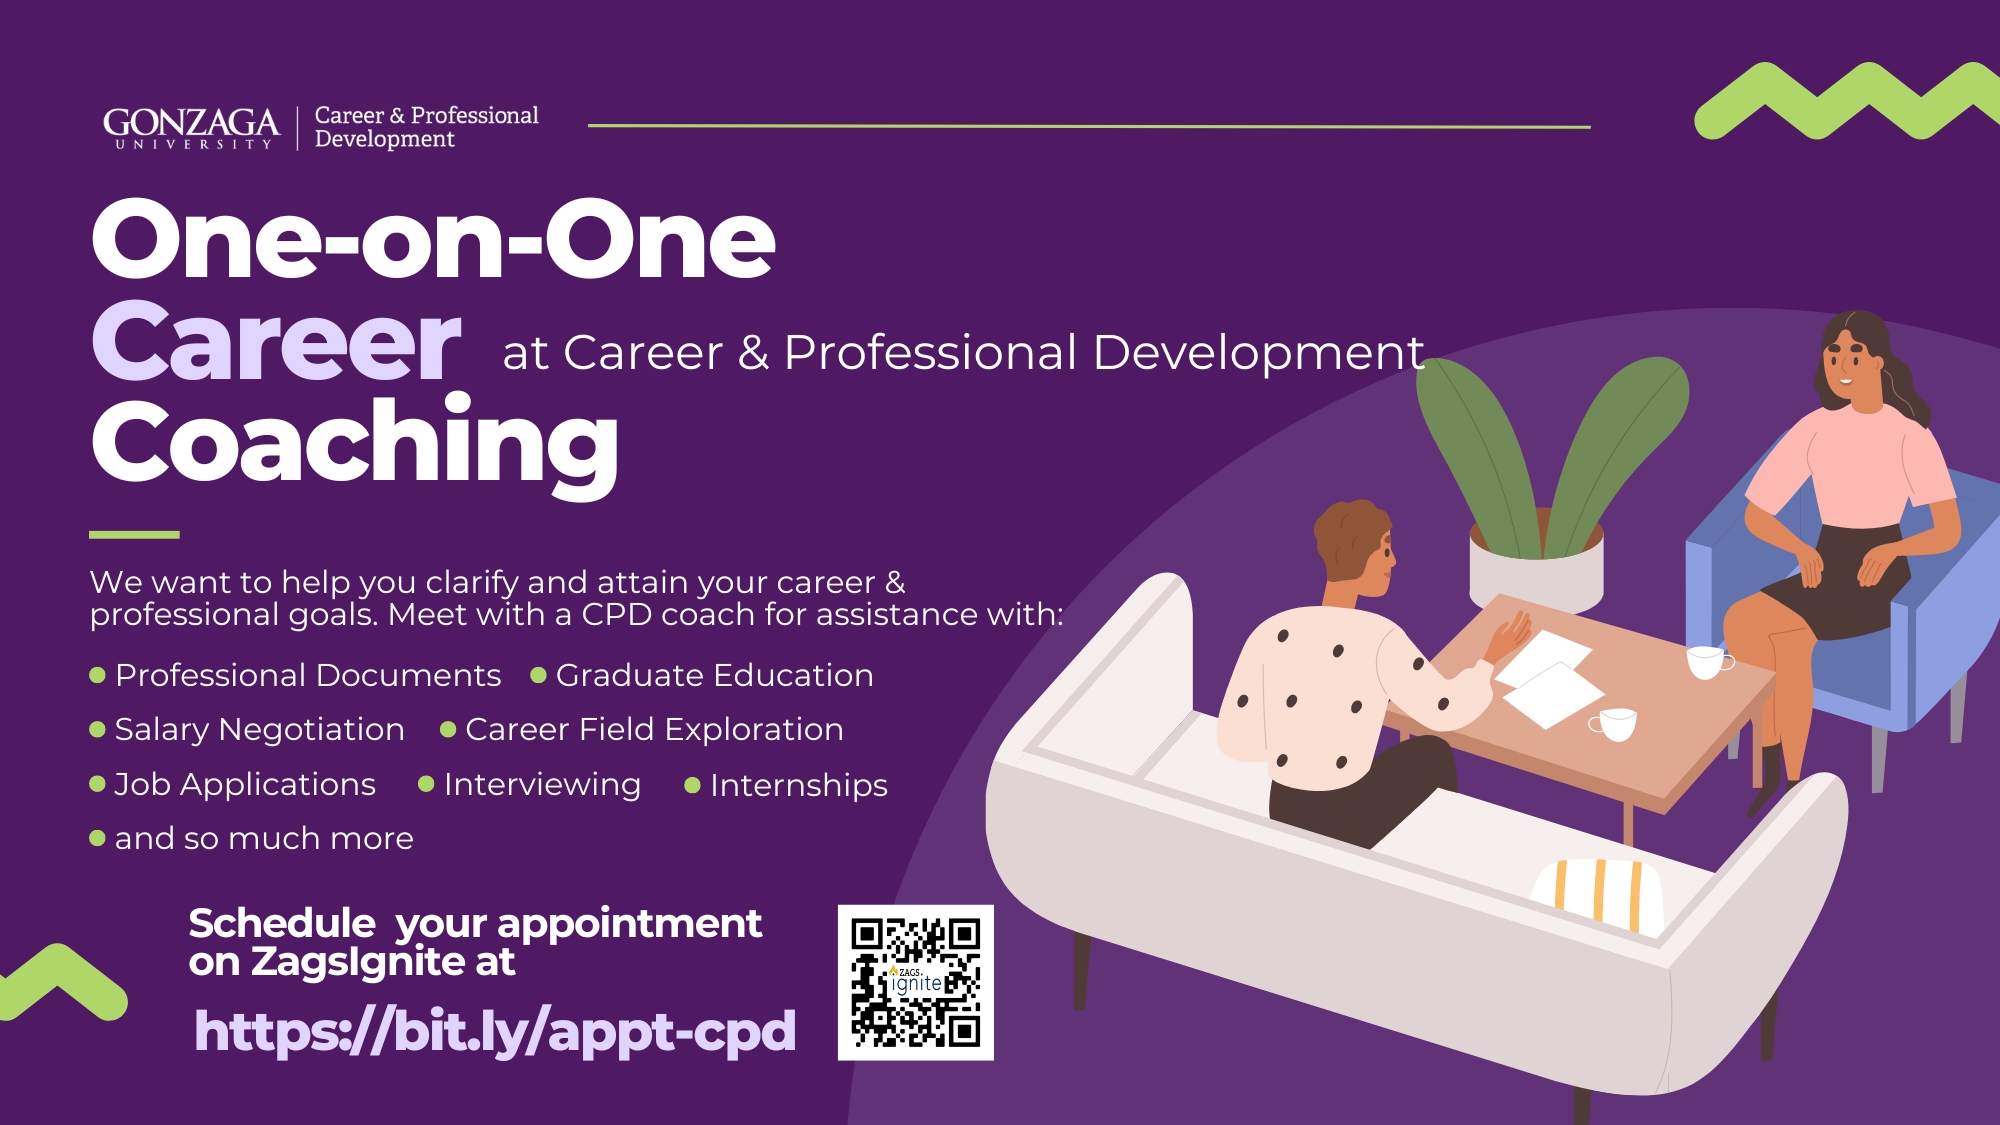 GONZAGA
UNIVERSITY
Career & Professional
Development
One-on-One
Career
at Career & Professional Development
Coaching
We want to help you clarify and attain your career &
professional goals. Meet with a CPD coach for assistance with:
Professional Documents
Graduate Education
Salary Negotiation
Career Field Exploration
Job Applications
Interviewing
Internships
and so much more
Schedule  your appointment
on ZagsIgnite at
https://bit.ly/appt-cpd
ZAGS
ignite